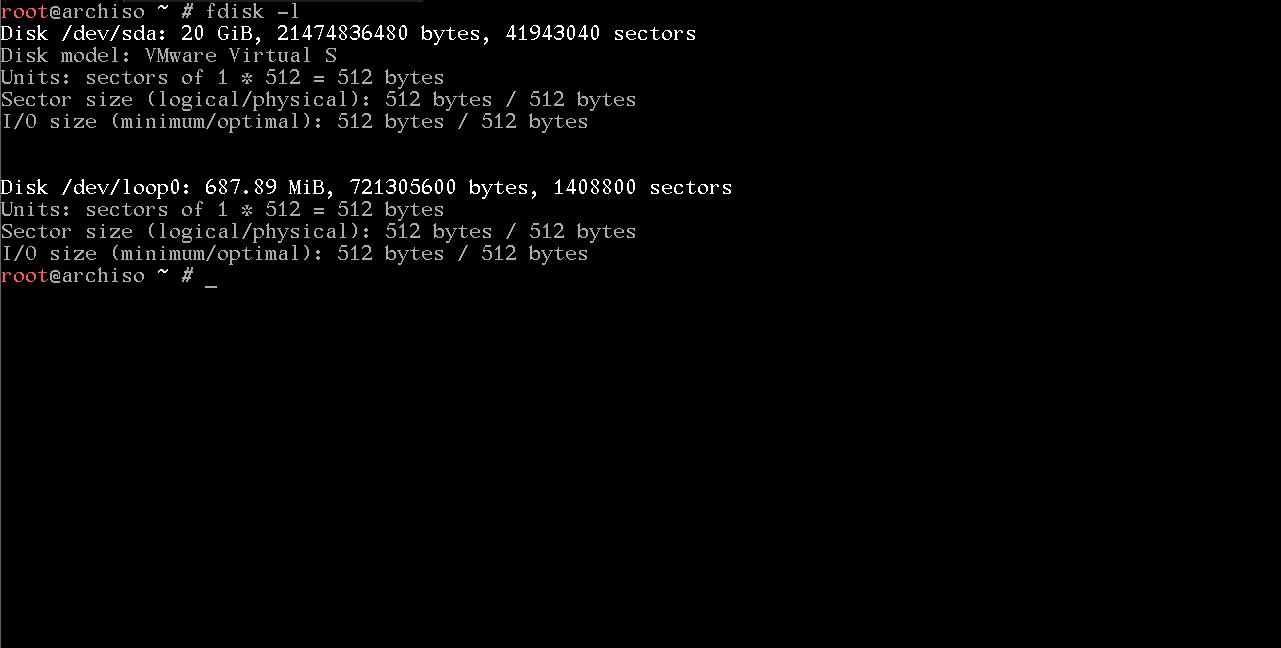 root@archiso ~ # fdisk -l
Disk /dev/sda: 20 GiB, 21474836480 bytes, 41943040 sectors
Disk model: VMware Virtual S
Units: sectors of 1 * 512 = 512 bytes
Sector size (logical/physical): 512 bytes / 512 bytes
I/O size (minimum/optimal): 512 bytes / 512 bytes
Disk /dev/loop0: 687.89 MiB, 721305600 bytes, 1408800 sectors
Units: sectors of 1 * 512 = 512 bytes
Sector size (logical/physical): 512 bytes / 512 bytes
I/O size (minimum/optimal): 512 bytes / 512 bytes
root@archiso ~ # _